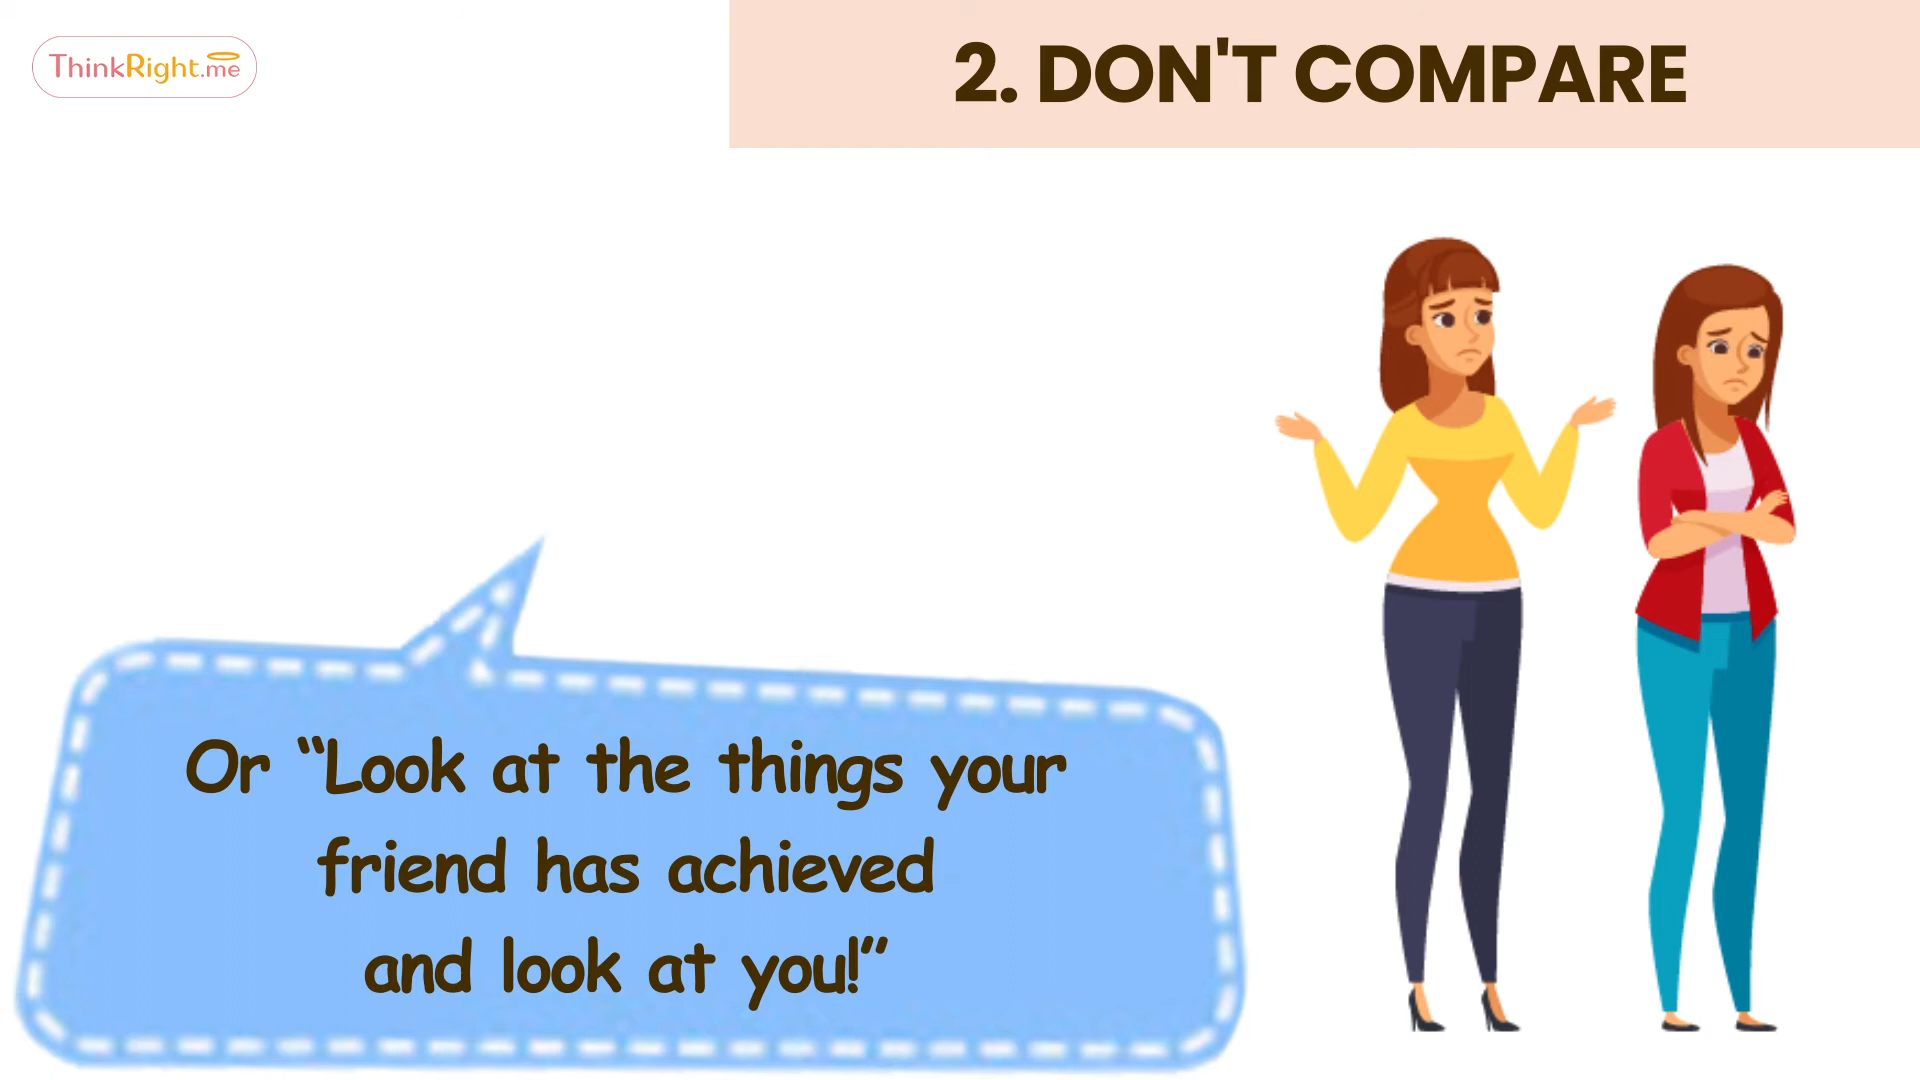 ThinkRight.me
2. DON'T COMPARE
Or “Look at the things your
friend has achieved
and look at you!”